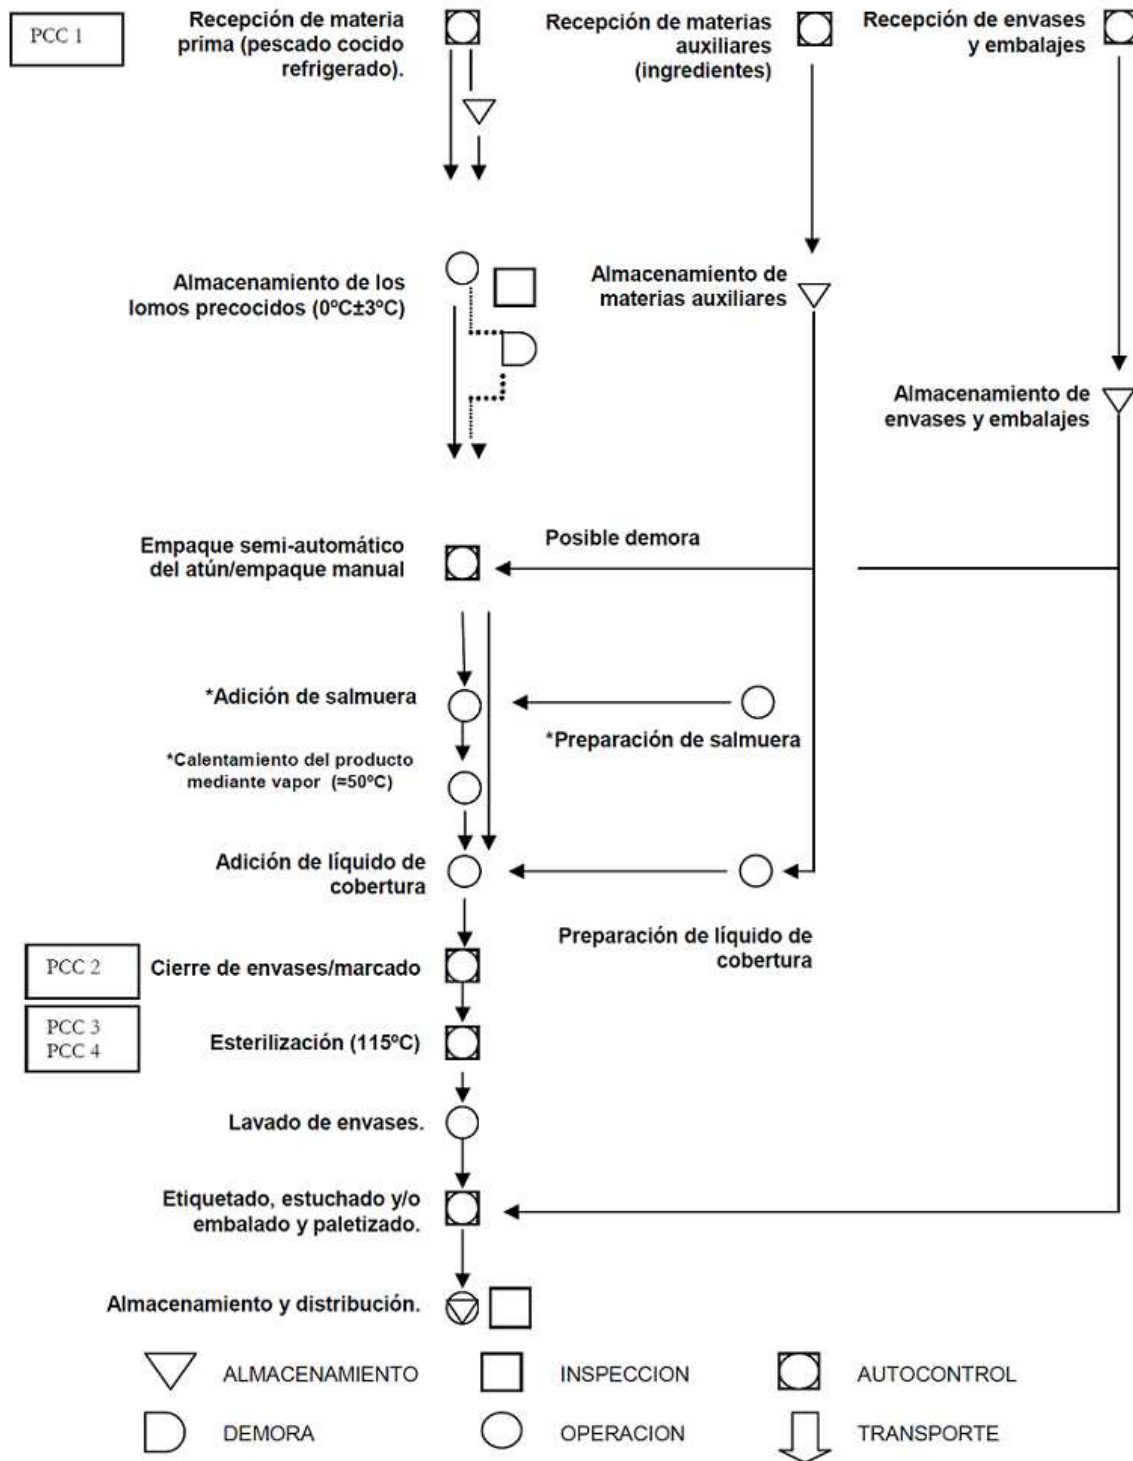 PCC 1
Recepción de materia
prima (pescado cocido
refrigerado).
Recepción de materias
auxiliares
(ingredientes)
Recepción de envases
y embalajes
Almacenamiento de los
lomos precocidos (0ºC±3ºC)
Almacenamiento de
materias auxiliares
Almacenamiento de
envases y embalajes
Empaque semi-automático
del atún/empaque manual
Posible demora
*Adición de salmuera
*Preparación de salmuera
*Calentamiento del producto
mediante vapor (≈50ºC)
Adición de líquido de
cobertura
Preparación de líquido de
cobertura
PCC 2
Cierre de envases/marcado
PCC 3
PCC 4
Esterilización (115ºC)
Lavado de envases.
Etiquetado, estuchado y/o
embalado y paletizado.
Almacenamiento y distribución.
ALMACENAMIENTO
INSPECCION
AUTOCONTROL
DEMORA
OPERACION
TRANSPORTE